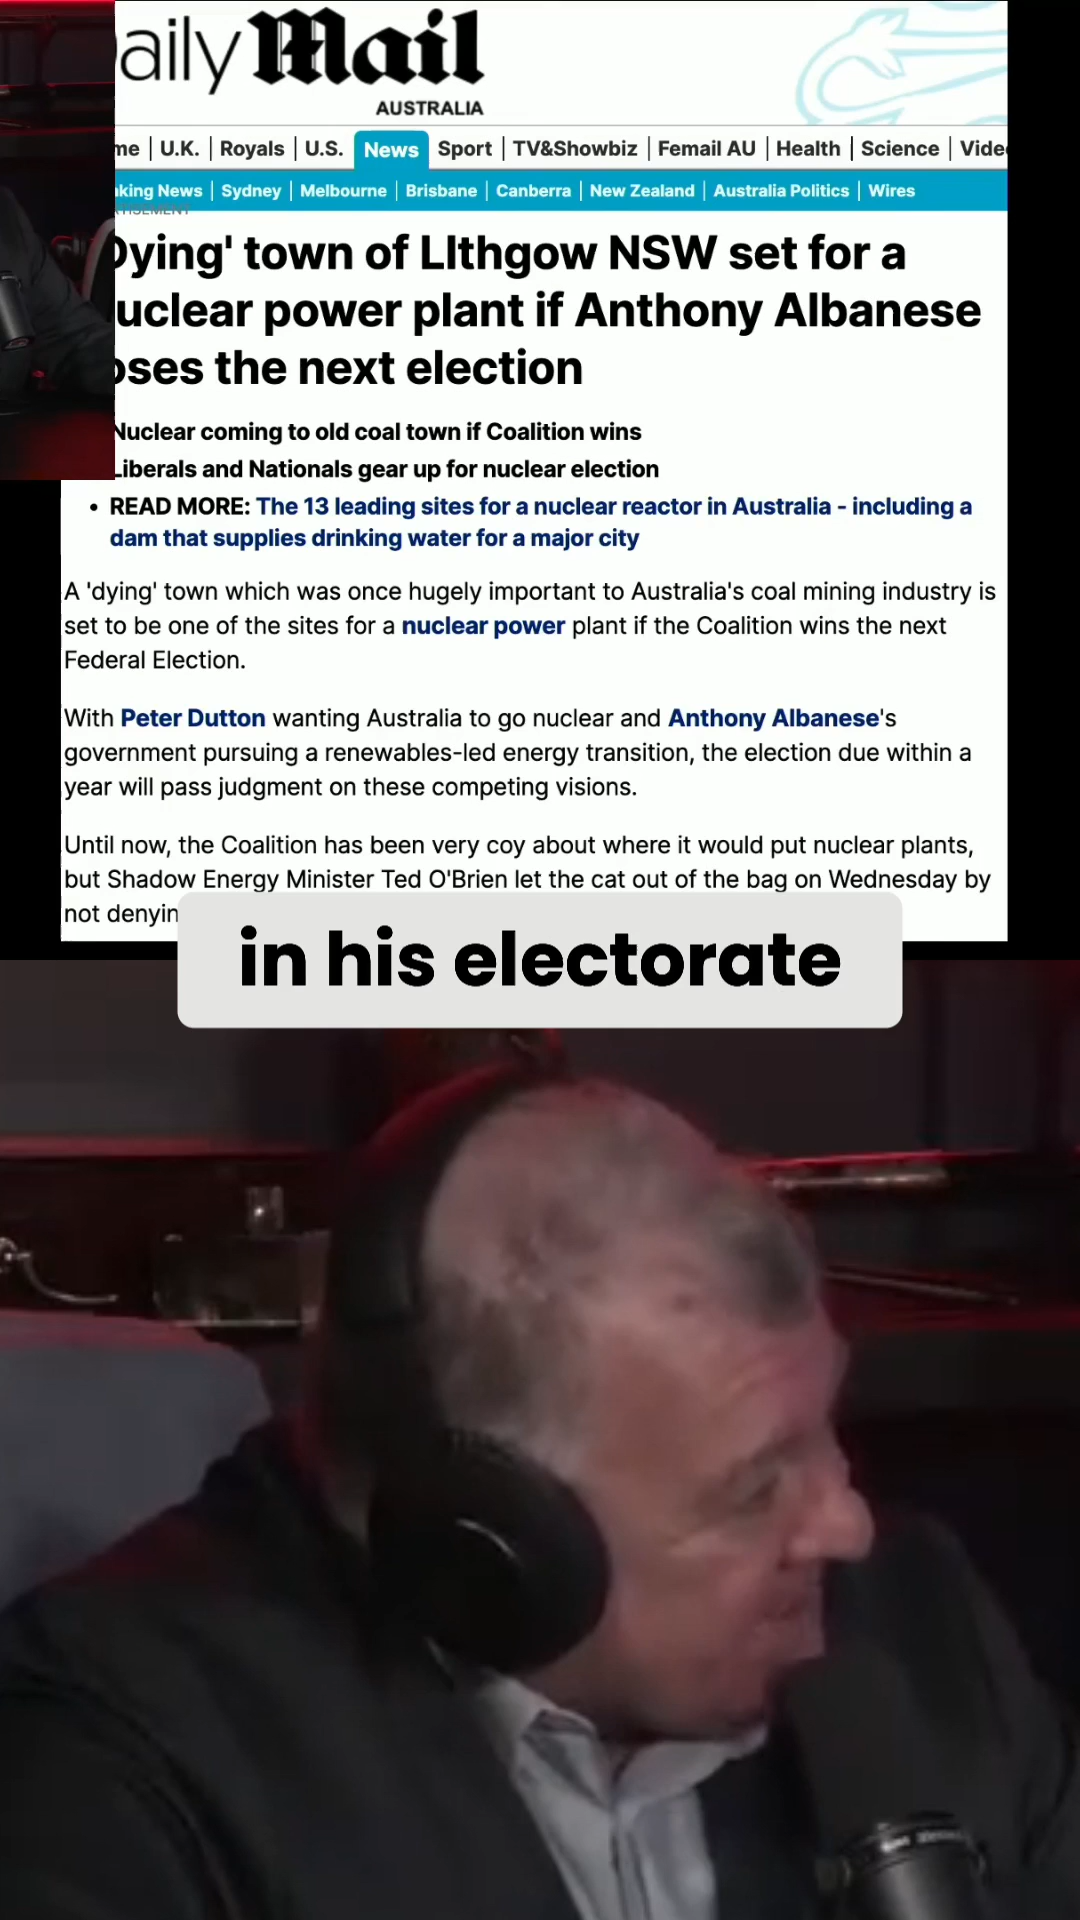 aily Mail
AUSTRALIA
me | U.K. | Royals | U.S. News Sport | TV&Showbiz | Femail AU | Health | Science | Vide
king News | Sydney | Melbourne | Brisbane | Canberra | New Zealand | Australia Politics | Wires
TISEMENT
Dying' town of LIthgow NSW set for a
uclear power plant if Anthony Albanese
oses the next election
Nuclear coming to old coal town if Coalition wins
Liberals and Nationals gear up for nuclear election
• READ MORE: The 13 leading sites for a nuclear reactor in Australia - including a
dam that supplies drinking water for a major city
A 'dying' town which was once hugely important to Australia's coal mining industry is
set to be one of the sites for a nuclear power plant if the Coalition wins the next
Federal Election.
With Peter Dutton wanting Australia to go nuclear and Anthony Albanese's
government pursuing a renewables-led energy transition, the election due within a
year will pass judgment on these competing visions.
Until now, the Coalition has been very coy about where it would put nuclear plants,
but Shadow Energy Minister Ted O'Brien let the cat out of the bag on Wednesday by
not denyin
in his electorate